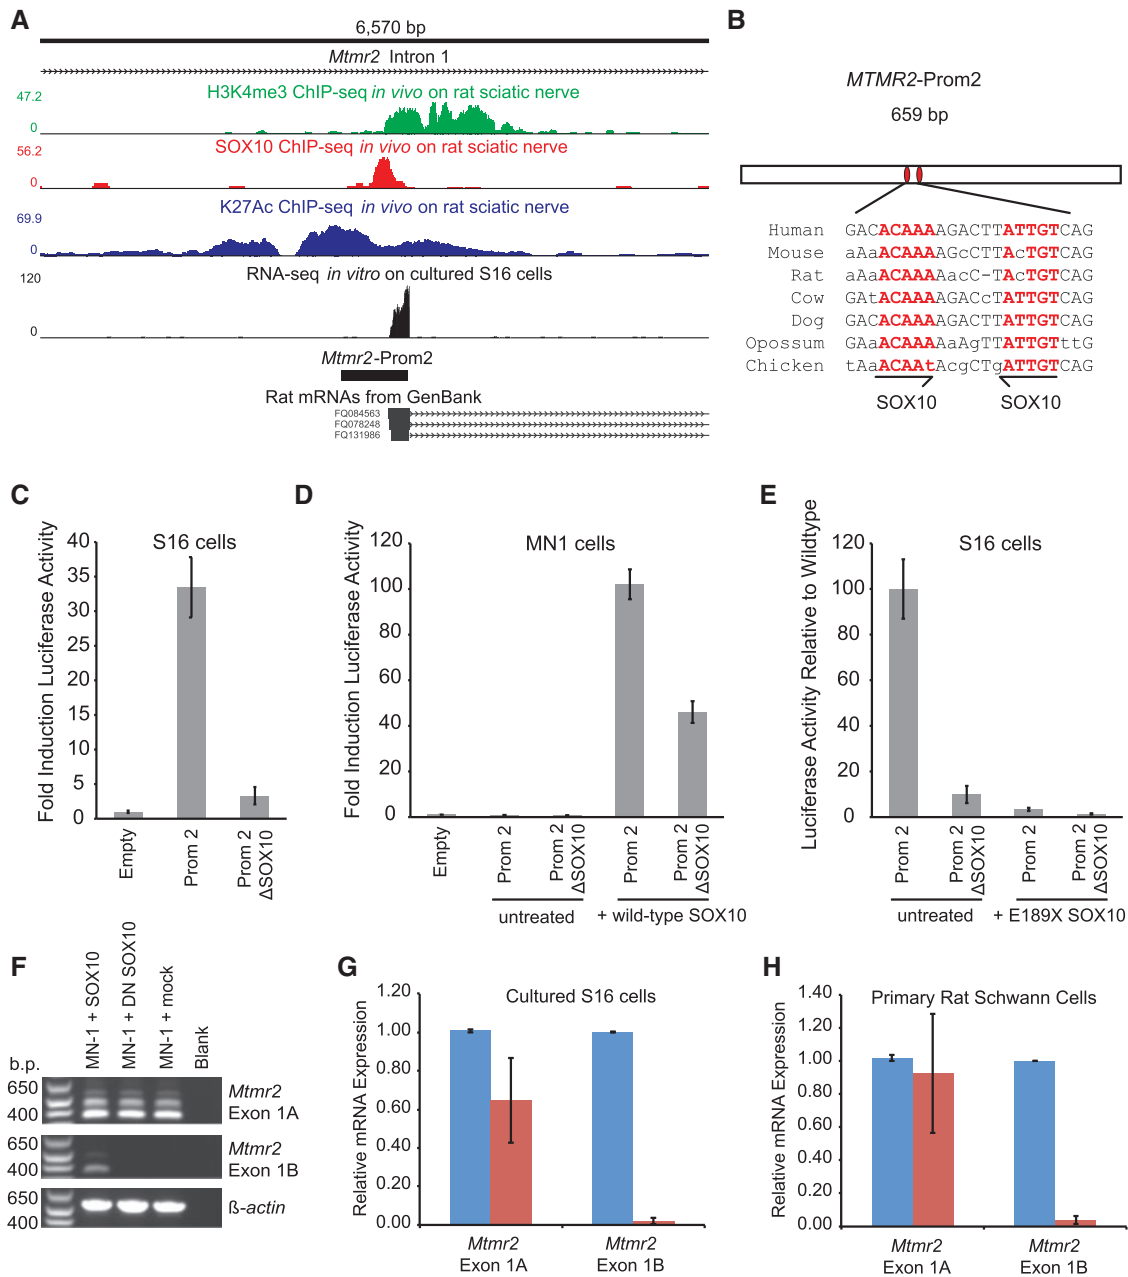 A
6,570 bp
Mtmr2 Intron 1
H3K4me3 ChIP-seq in vivo on rat sciatic nerve
47.2
0
SOX10 ChIP-seq in vivo on rat sciatic nerve
56.2
0
K27Ac ChIP-seq in vivo on rat sciatic nerve
69.9
0
RNA-seq in vitro on cultured S16 cells
120
0
Mtmr2-Prom2
Rat mRNAs from GenBank
FQ084563
FQ078248
FQ131986
B
MTMR2-Prom2
659 bp
Human GACACAAAAGACTTATTGTCAG
Mouse aAaACAAAAGcCTTAcTGTCAG
Rat aAaACAAAAacC-TAcTGTCAG
Cow GAtACAAAAGACcTATTGTCAG
Dog GACACAAAAGACTTATTGTCAG
Opossum GAaACAAAAaAgTTATTGTttG
Chicken tAaACAAtAcgCTgATTGTCAG
SOX10 SOX10
C
S16 cells
Fold Induction Luciferase Activity
40
35
30
25
20
15
10
5
0
Empty
Prom 2
Prom 2 ΔSOX10
D
MN1 cells
Fold Induction Luciferase Activity
120
100
80
60
40
20
0
Empty
Prom 2
Prom 2 ΔSOX10
Prom 2
Prom 2 ΔSOX10
untreated
+ wild-type SOX10
E
S16 cells
Luciferase Activity Relative to Wildtype
120
100
80
60
40
20
0
Prom 2
Prom 2 ΔSOX10
Prom 2
Prom 2 ΔSOX10
untreated
+ E189X SOX10
F
MN-1 + SOX10
MN-1 + DN SOX10
MN-1 + mock
Blank
b.p.
650
400
Mtmr2
Exon 1A
650
400
Mtmr2
Exon 1B
650
400
ß-actin
G
Cultured S16 cells
Relative mRNA Expression
1.00
0.80
0.60
0.40
0.20
0.00
Mtmr2
Exon 1A
Mtmr2
Exon 1B
H
Primary Rat Schwann Cells
Relative mRNA Expression
1.40
1.20
1.00
0.80
0.60
0.40
0.20
0.00
Mtmr2
Exon 1A
Mtmr2
Exon 1B